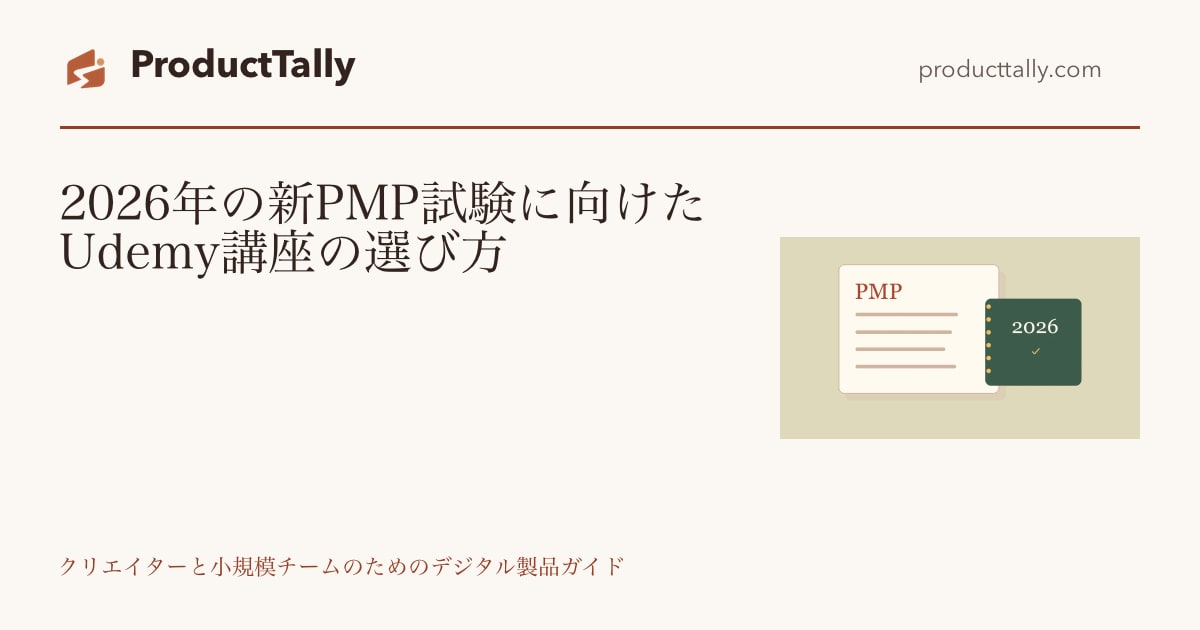 ProductTally
producttally.com
2026年の新PMP試験に向けた
Udemy講座の選び方
PMP
2026
クリエイターと小規模チームのためのデジタル製品ガイド